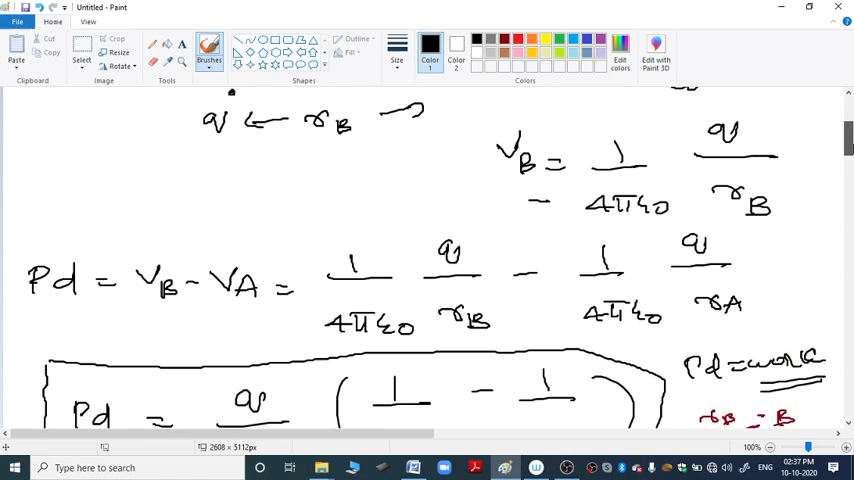 Untitled - Paint
File Home View
Paste Cut Copy Select Crop Resize Rotate Brushes Outline Fill Size Color 1 Color 2 Edit colors Edit with Paint 3D
Clipboard Image Tools Shapes Colors
q ← r_B
V_B = 1/4πε0 q/r_B
Pd = V_B - V_A = 1/4πε0 q/r_B - 1/4πε0 q/r_A
Pd = work
Pd = q ( 1 - 1 )
r_B = B
2608 × 5112px 100%
Type here to search
ENG 02:37 PM 10-10-2020